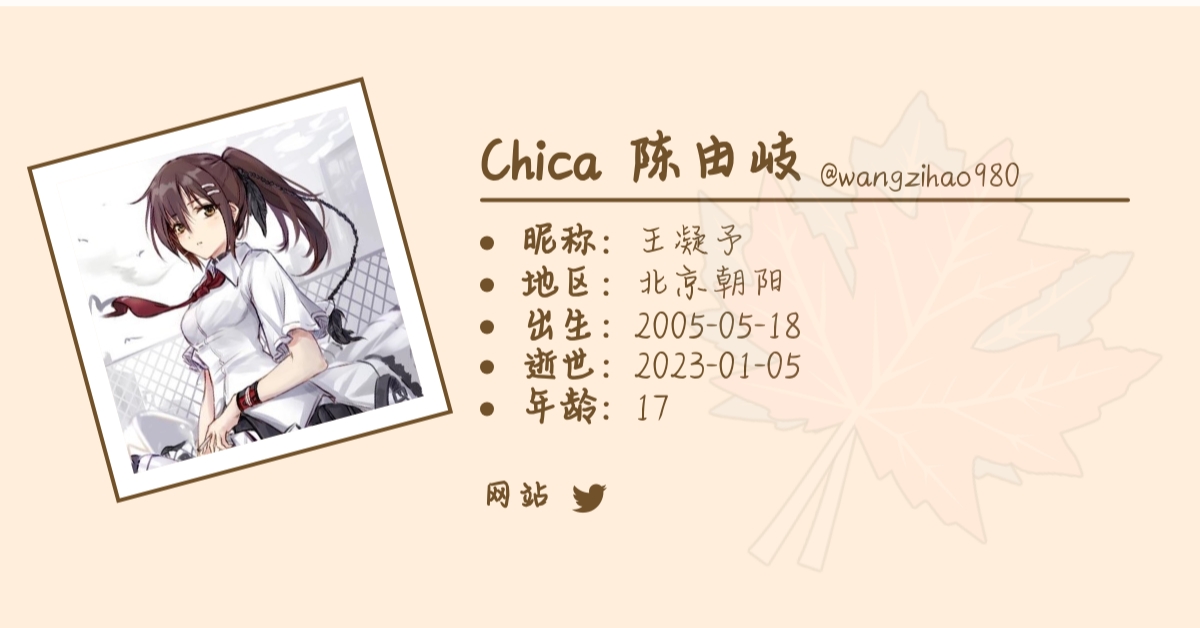 Chica 陈由岐 @wangzihao980
昵称：王凝予
地区：北京朝阳
出生：2005-05-18
逝世：2023-01-05
年龄：17
网站